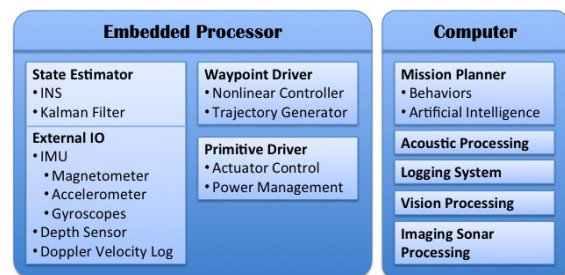 Embedded Processor
State Estimator
• INS
• Kalman Filter
External IO
• IMU
• Magnetometer
• Accelerometer
• Gyroscopes
• Depth Sensor
• Doppler Velocity Log
Waypoint Driver
• Nonlinear Controller
• Trajectory Generator
Primitive Driver
• Actuator Control
• Power Management
Computer
Mission Planner
• Behaviors
• Artificial Intelligence
Acoustic Processing
Logging System
Vision Processing
Imaging Sonar
Processing